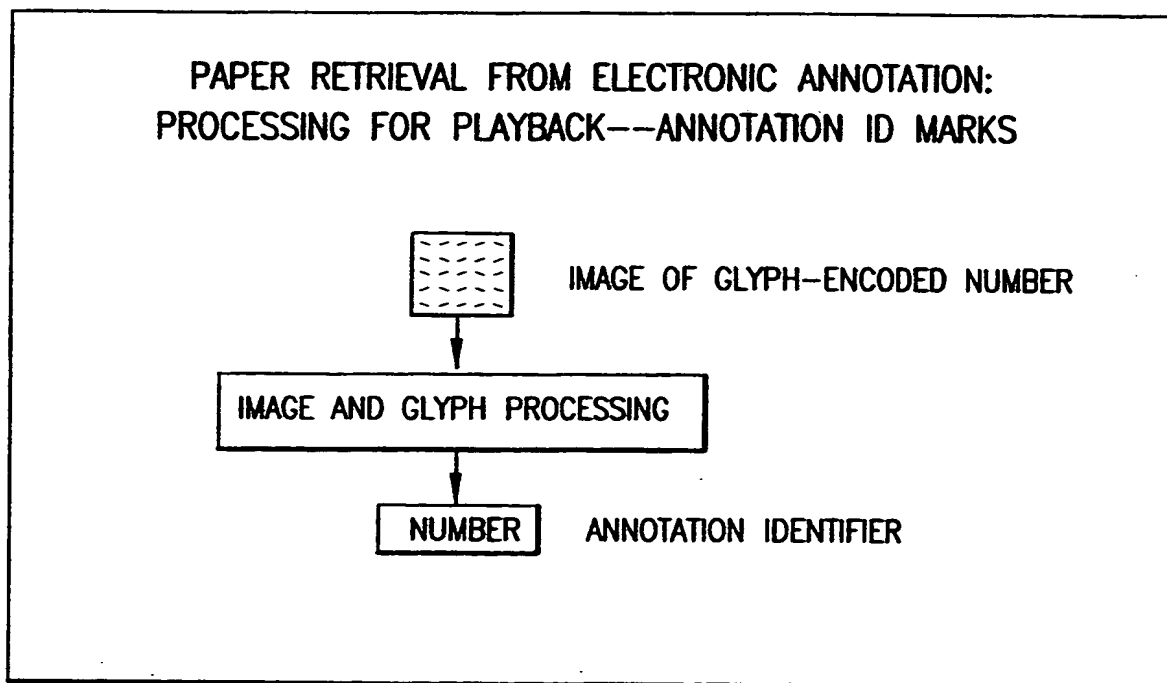 PAPER RETRIEVAL FROM ELECTRONIC ANNOTATION:
PROCESSING FOR PLAYBACK--ANNOTATION ID MARKS
IMAGE OF GLYPH-ENCODED NUMBER
IMAGE AND GLYPH PROCESSING
NUMBER ANNOTATION IDENTIFIER